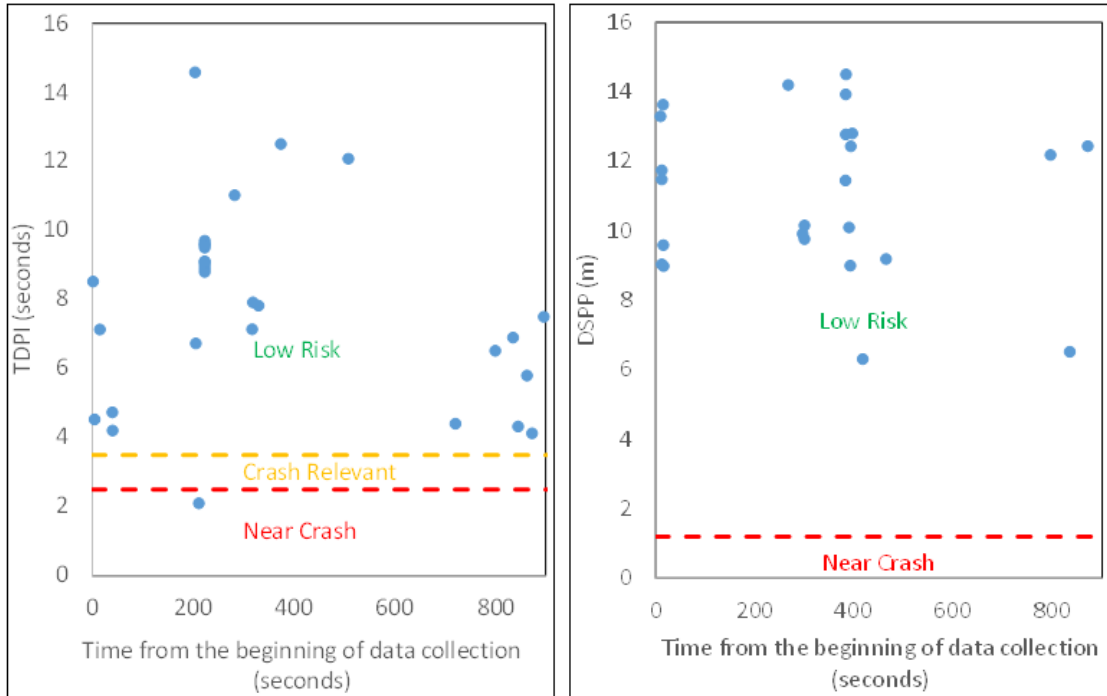 16
14
12
10
8
6
4
2
0
TDPI (seconds)
Low Risk
Crash Relevant
Near Crash
0 200 400 600 800
Time from the beginning of data collection
(seconds)
16
14
12
10
8
6
4
2
0
DSPP (m)
Low Risk
Near Crash
0 200 400 600 800
Time from the beginning of data collection
(seconds)